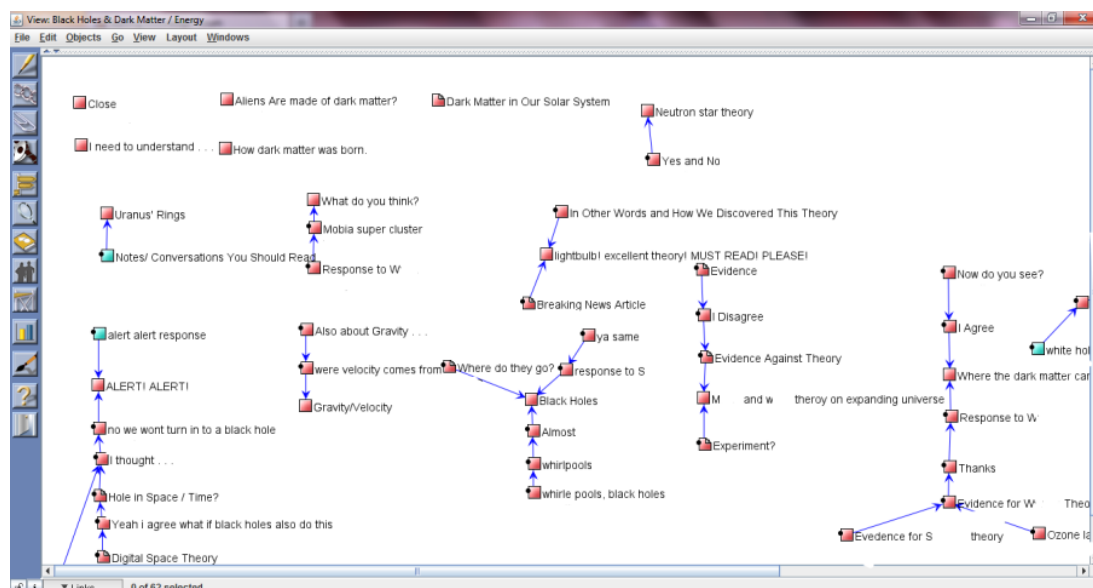 View: Black Holes & Dark Matter / Energy
File Edit Objects Go View Layout Windows
Close
Aliens Are made of dark matter?
Dark Matter in Our Solar System
Neutron star theory
I need to understand . . .
How dark matter was born.
Yes and No
Uranus' Rings
Notes/ Conversations You Should Read
What do you think?
Mobia super cluster
Response to W
In Other Words and How We Discovered This Theory
lightbulb! excellent theory! MUST READ! PLEASE!
Breaking News Article
Evidence
I Disagree
Evidence Against Theory
M and w theroy on expanding universe
Experiment?
Now do you see?
I Agree
white hol
Where the dark matter car
Response to W
Thanks
Evidence for W Theo
Evedence for S theory
Ozone la
alert alert response
ALERT! ALERT!
no we wont turn in to a black hole
I thought . . .
Hole in Space / Time?
Yeah i agree what if black holes also do this
Digital Space Theory
Also about Gravity . . .
were velocity comes from
Gravity/Velocity
Where do they go?
ya same
response to S
Black Holes
Almost
whirlpools
whirle pools, black holes
Links 0 of 62 selected